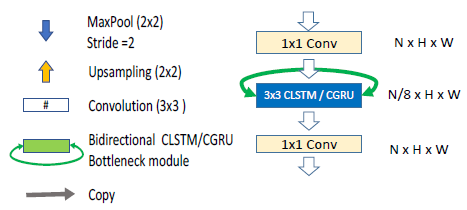 MaxPool (2x2)
Stride =2
Upsampling (2x2)
#
Convolution (3x3 )
Bidirectional CLSTM/CGRU
Bottleneck module
Copy
1x1 Conv
N x H x W
3x3 CLSTM / CGRU
N/8 x H x W
1x1 Conv
N x H x W